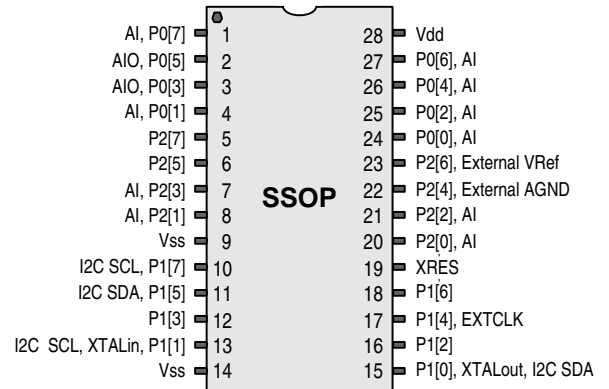 AI, P0[7] 1 28 Vdd
AIO, P0[5] 2 27 P0[6], AI
AIO, P0[3] 3 26 P0[4], AI
AI, P0[1] 4 25 P0[2], AI
P2[7] 5 24 P0[0], AI
P2[5] 6 23 P2[6], External VRef
AI, P2[3] 7 SSOP 22 P2[4], External AGND
AI, P2[1] 8 21 P2[2], AI
Vss 9 20 P2[0], AI
I2C SCL, P1[7] 10 19 XRES
I2C SDA, P1[5] 11 18 P1[6]
P1[3] 12 17 P1[4], EXTCLK
I2C SCL, XTALin, P1[1] 13 16 P1[2]
Vss 14 15 P1[0], XTALout, I2C SDA